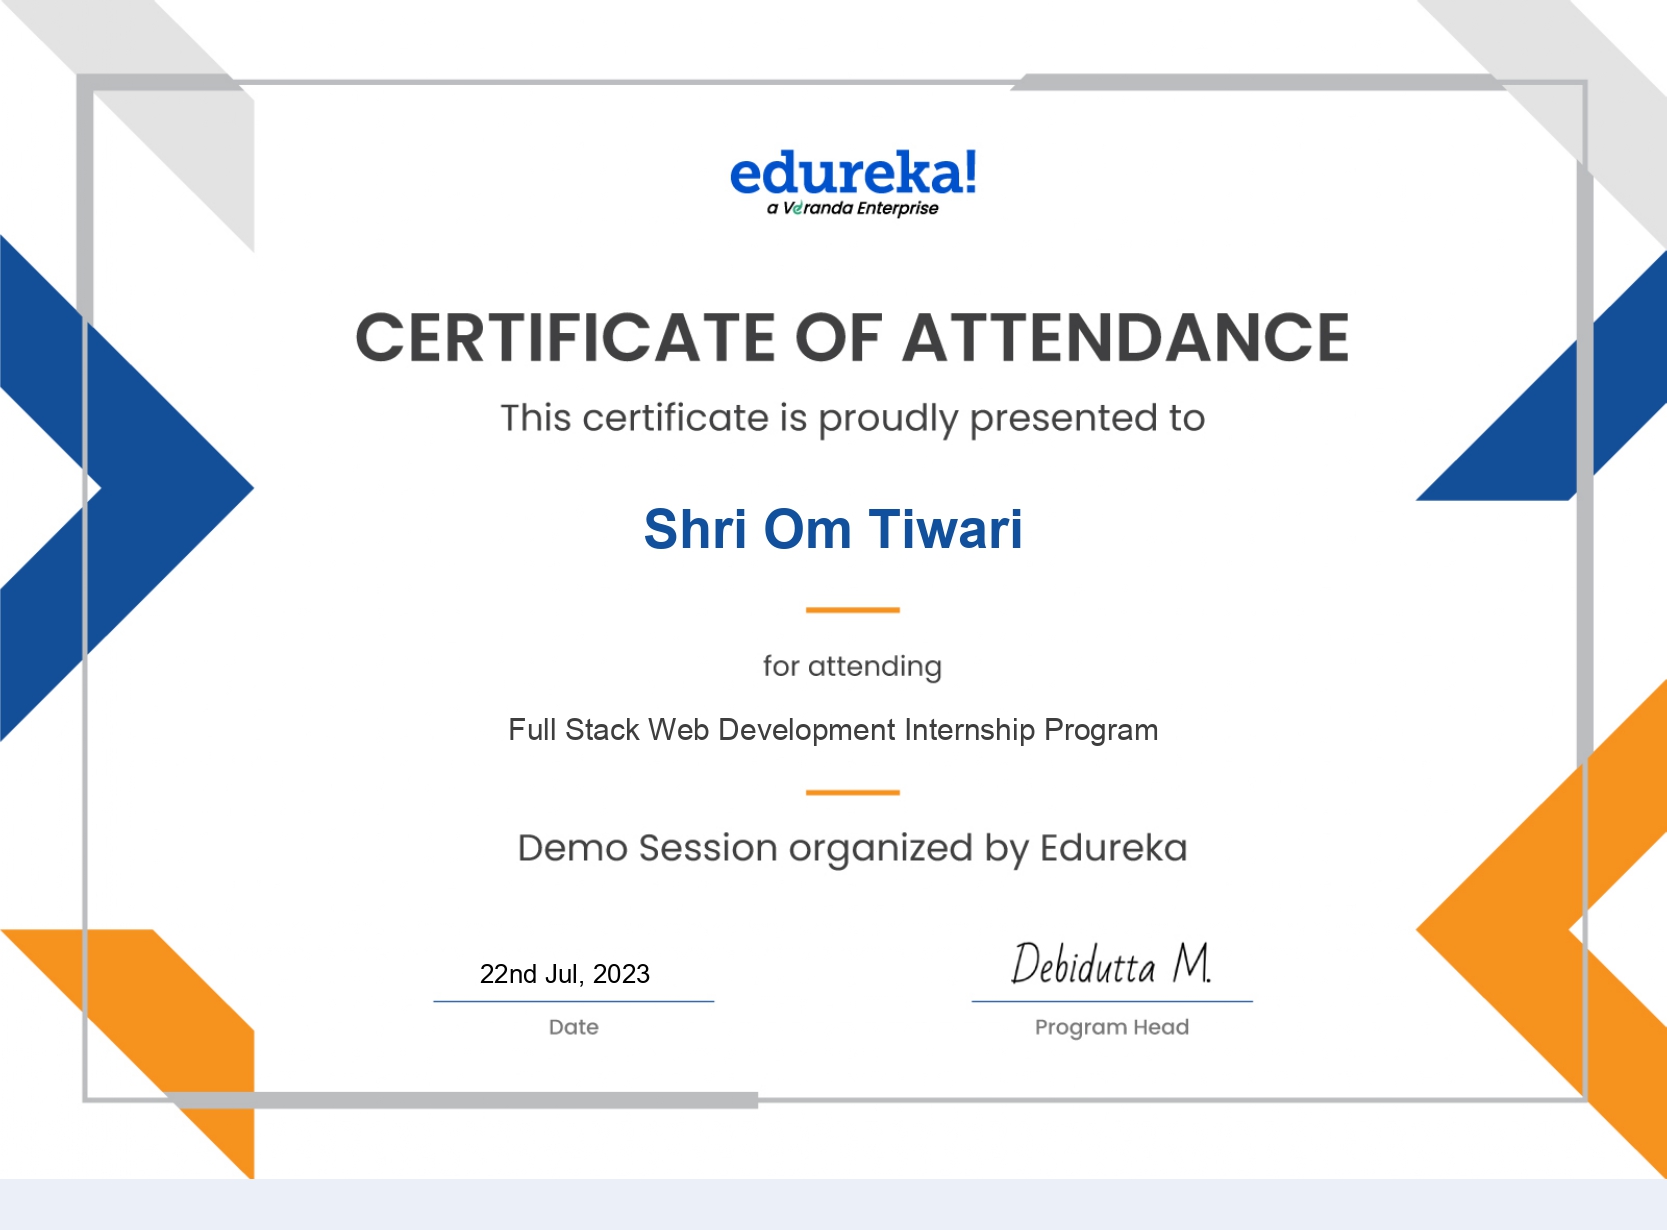 edureka!
a Veranda Enterprise
CERTIFICATE OF ATTENDANCE
This certificate is proudly presented to
Shri Om Tiwari
for attending
Full Stack Web Development Internship Program
Demo Session organized by Edureka
22nd Jul, 2023
Date
Debidutta M.
Program Head